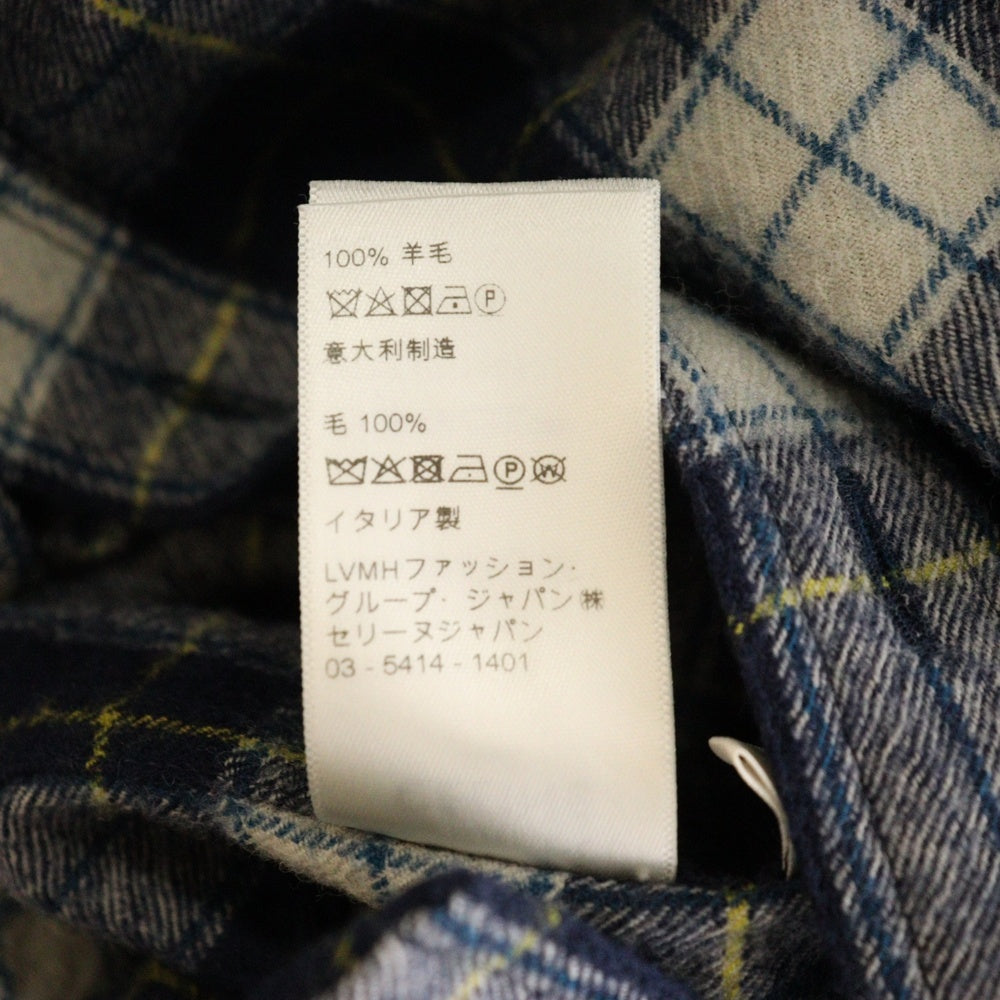 100% 羊毛
P
意大利制造
毛 100%
P W
イタリア製
LVMHファッション・
グループ・ジャパン㈱
セリーヌジャパン
03 - 5414 - 1401